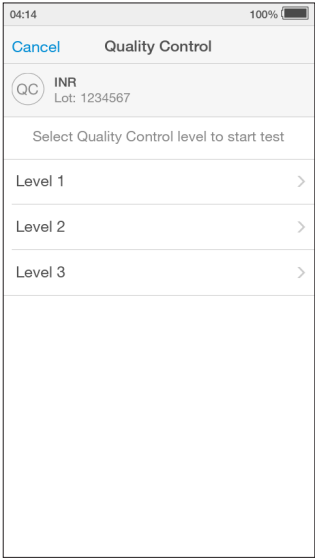 04:14 100%
Cancel Quality Control
QC INR
Lot: 1234567
Select Quality Control level to start test
Level 1
Level 2
Level 3